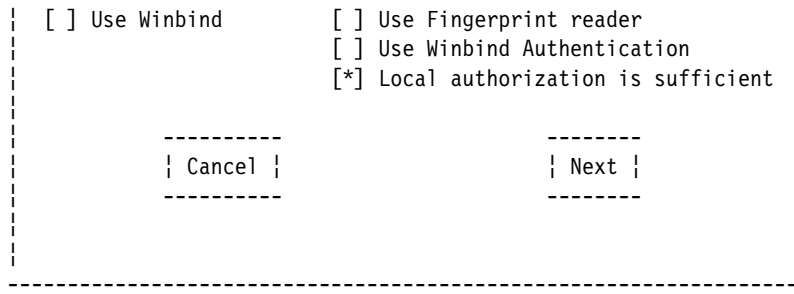 ¦ [ ] Use Winbind [ ] Use Fingerprint reader
¦ [ ] Use Winbind Authentication
¦ [*] Local authorization is sufficient
¦
¦ ---------- --------
¦ ¦ Cancel ¦ ¦ Next ¦
¦ ---------- --------
¦
¦
------------------------------------------------------------------